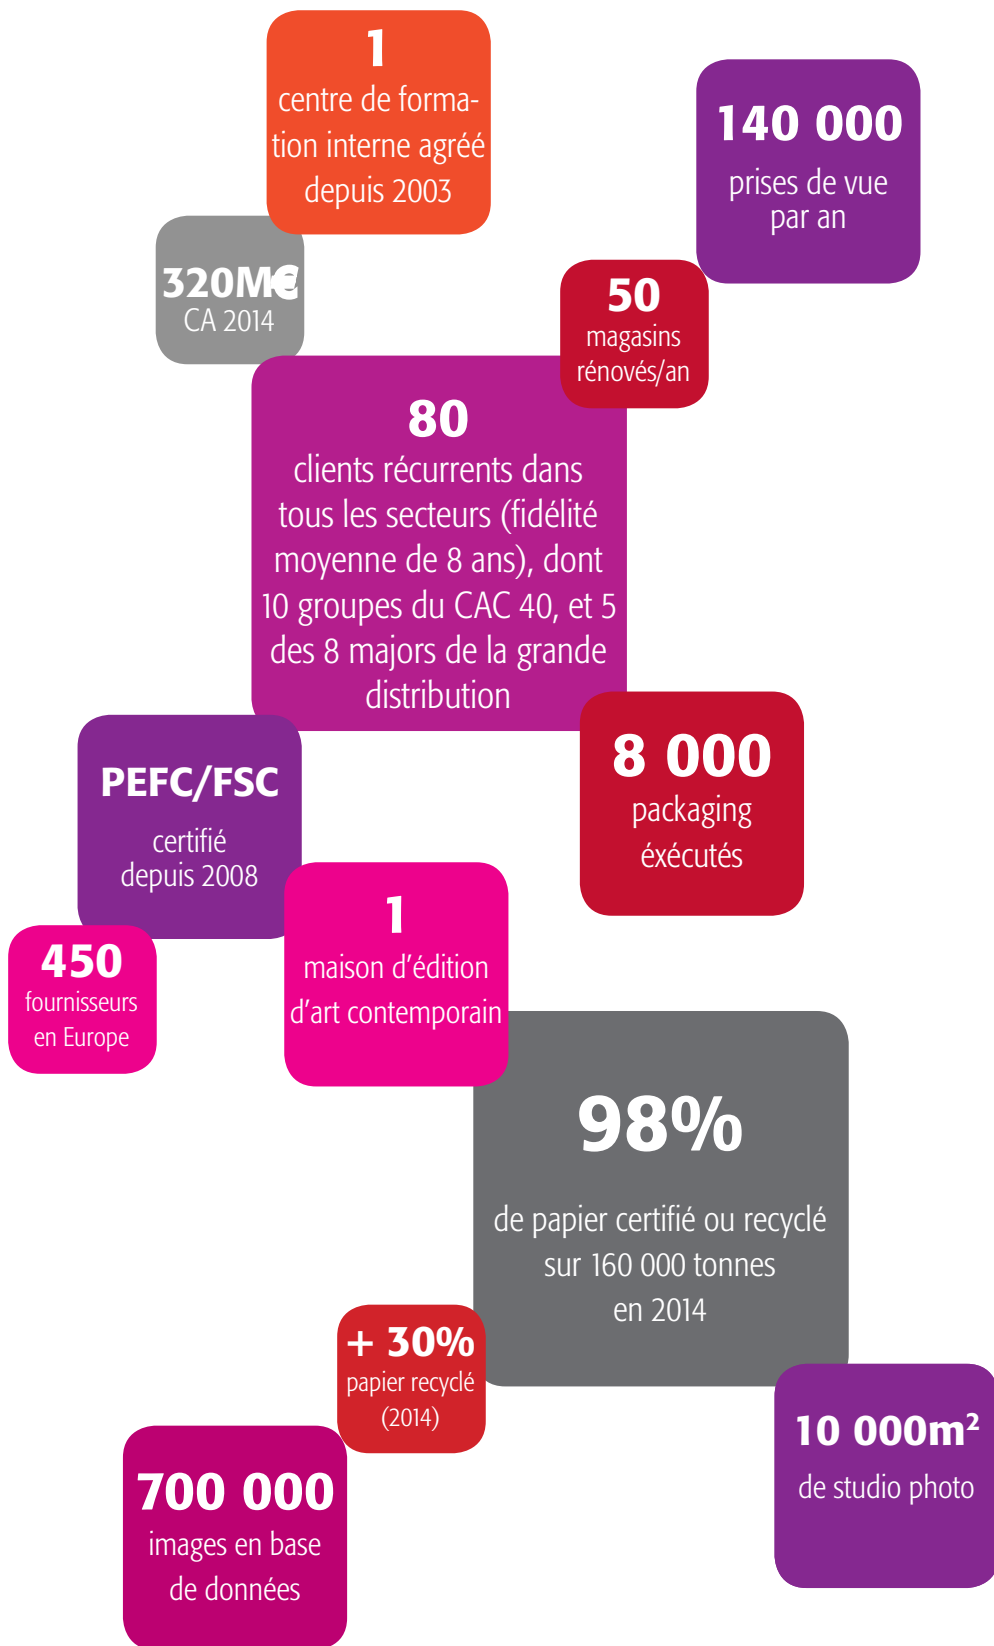 1
centre de forma-
tion interne agréé
depuis 2003
140 000
prises de vue
par an
320M€
CA 2014
50
magasins
rénovés/an
80
clients récurrents dans
tous les secteurs (fidélité
moyenne de 8 ans), dont
10 groupes du CAC 40, et 5
des 8 majors de la grande
distribution
PEFC/FSC
certifié
depuis 2008
8 000
packaging
éxécutés
1
maison d’édition
d’art contemporain
450
fournisseurs
en Europe
98%
de papier certifié ou recyclé
sur 160 000 tonnes
en 2014
+ 30%
papier recyclé
(2014)
10 000m²
de studio photo
700 000
images en base
de données